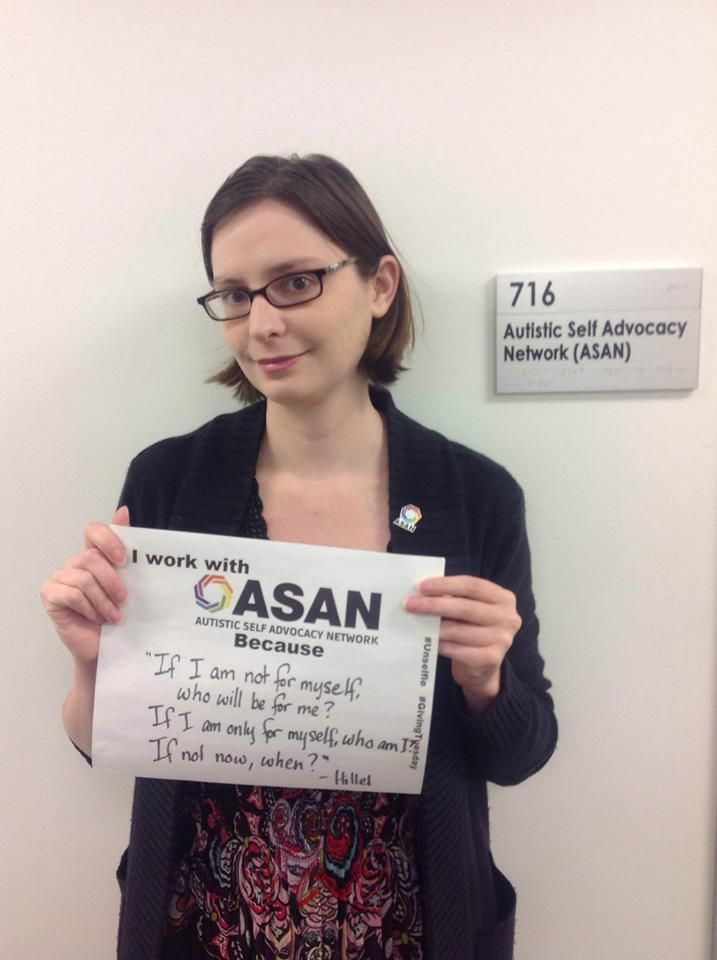 716
Autistic Self Advocacy
Network (ASAN)
ASAN
I work with
ASAN
AUTISTIC SELF ADVOCACY NETWORK
Because
"If I am not for myself,
who will be for me?
If I am only for myself, who am I?
If not now, when?"
- Hillel
#Unselfie #GivingTuesday